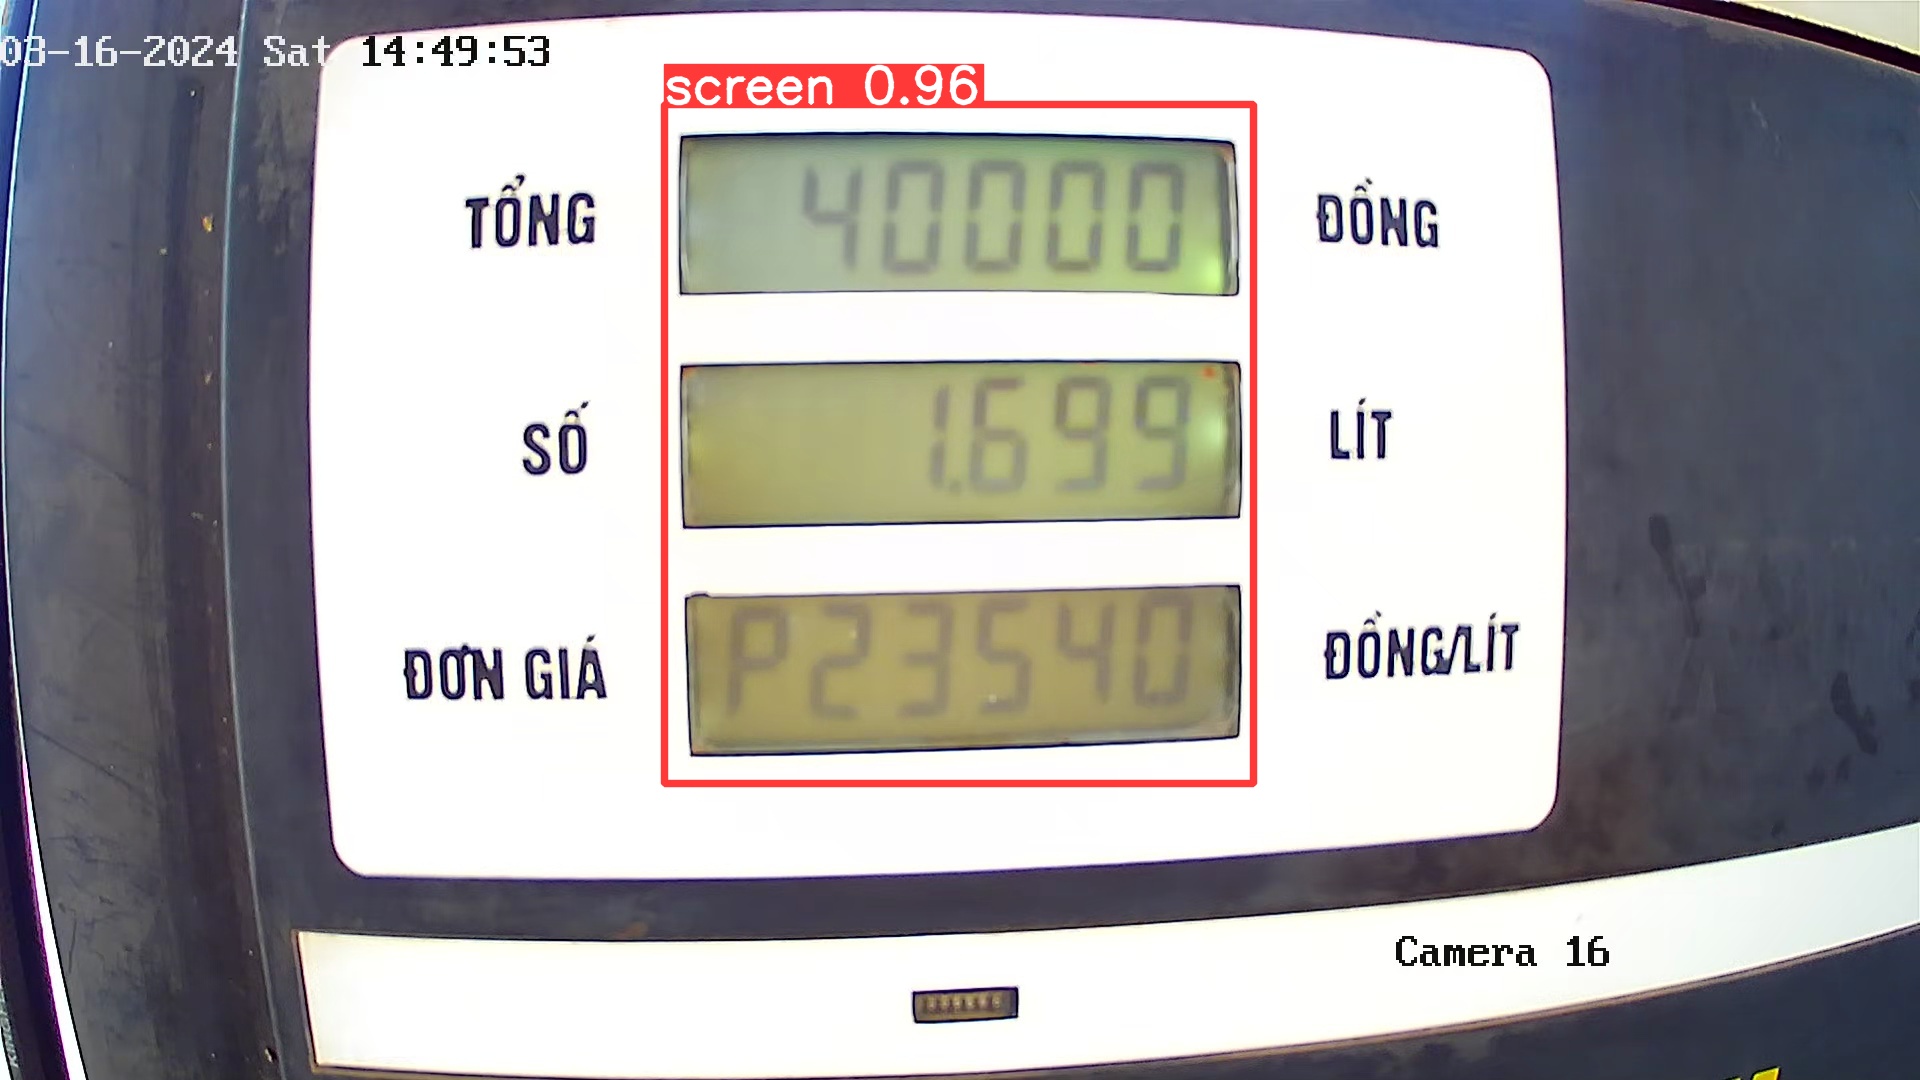 03-16-2024 Sat 14:49:53
screen 0.96
TỔNG 40000 ĐỒNG
SỐ 1.699 LÍT
ĐƠN GIÁ P23540 ĐỒNG/LÍT
Camera 16